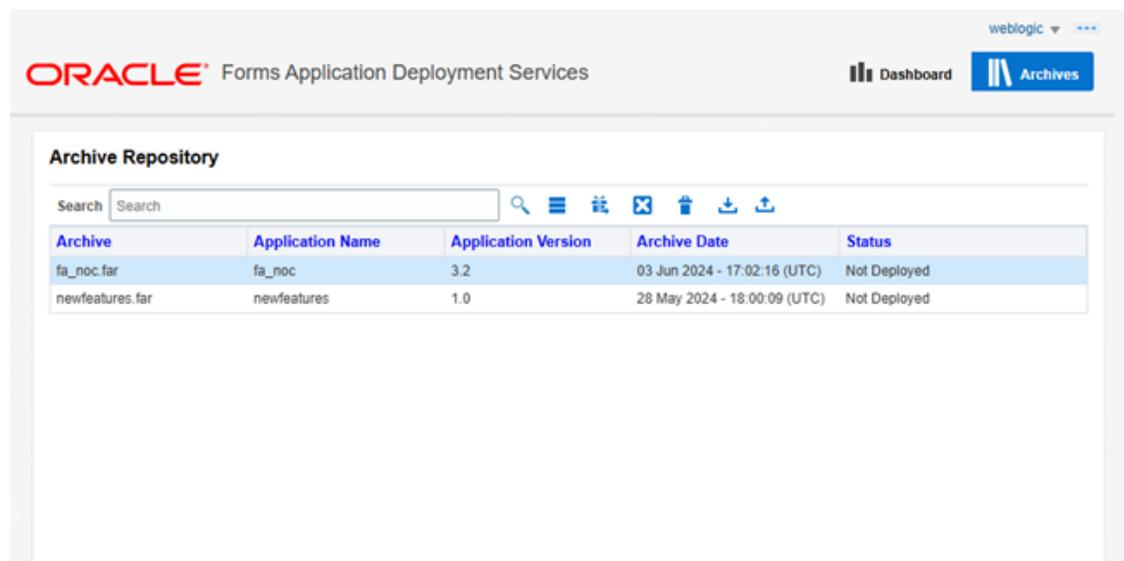 weblogic
ORACLE Forms Application Deployment Services Dashboard Archives
Archive Repository
Search Search
Archive Application Name Application Version Archive Date Status
fa_noc.far fa_noc 3.2 03 Jun 2024 - 17:02:16 (UTC) Not Deployed
newfeatures.far newfeatures 1.0 28 May 2024 - 18:00:09 (UTC) Not Deployed